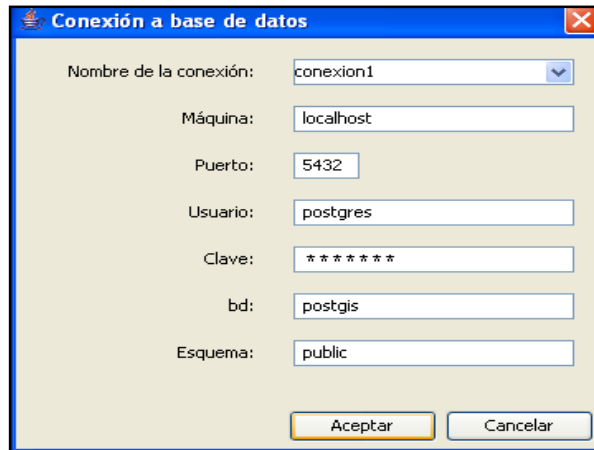 Conexión a base de datos
Nombre de la conexión: conexion1
Máquina: localhost
Puerto: 5432
Usuario: postgres
Clave: *******
bd: postgis
Esquema: public
Aceptar Cancelar